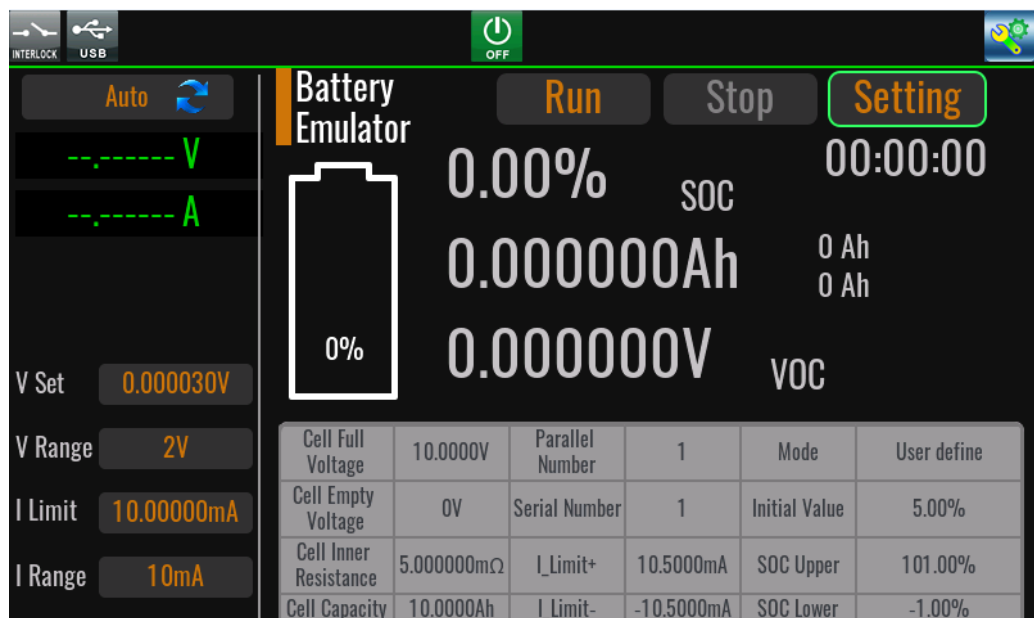 INTERLOCK
USB
OFF
Auto
--.------ V
--.------ A
V Set
0.000030V
V Range
2V
I Limit
10.00000mA
I Range
10mA
Battery
Emulator
Run
Stop
Setting
0.00%
SOC
00:00:00
0.000000Ah
0 Ah
0 Ah
0%
0.000000V
VOC
Cell Full
Voltage
10.0000V
Parallel
Number
1
Mode
User define
Cell Empty
Voltage
0V
Serial Number
1
Initial Value
5.00%
Cell Inner
Resistance
5.000000mΩ
I_Limit+
10.5000mA
SOC Upper
101.00%
Cell Capacity
10.0000Ah
I_Limit-
-10.5000mA
SOC Lower
-1.00%